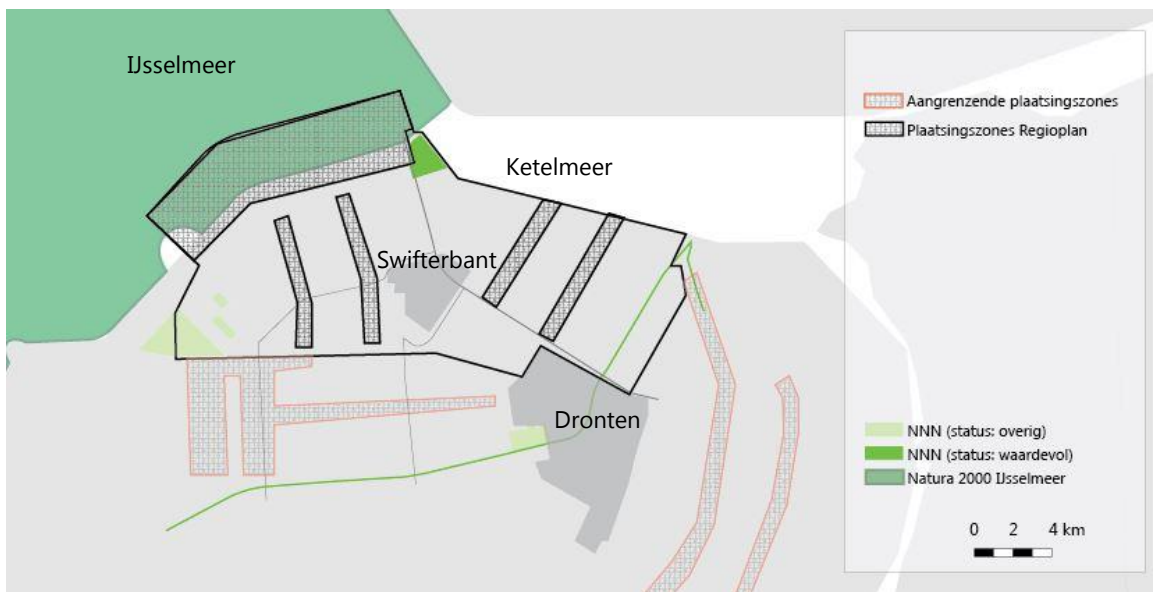 IJsselmeer
Ketelmeer
Swifterbant
Dronten
Aangrenzende plaatsingszones
Plaatsingszones Regioplan
NNN (status: overig)
NNN (status: waardevol)
Natura 2000 IJsselmeer
0 2 4 km